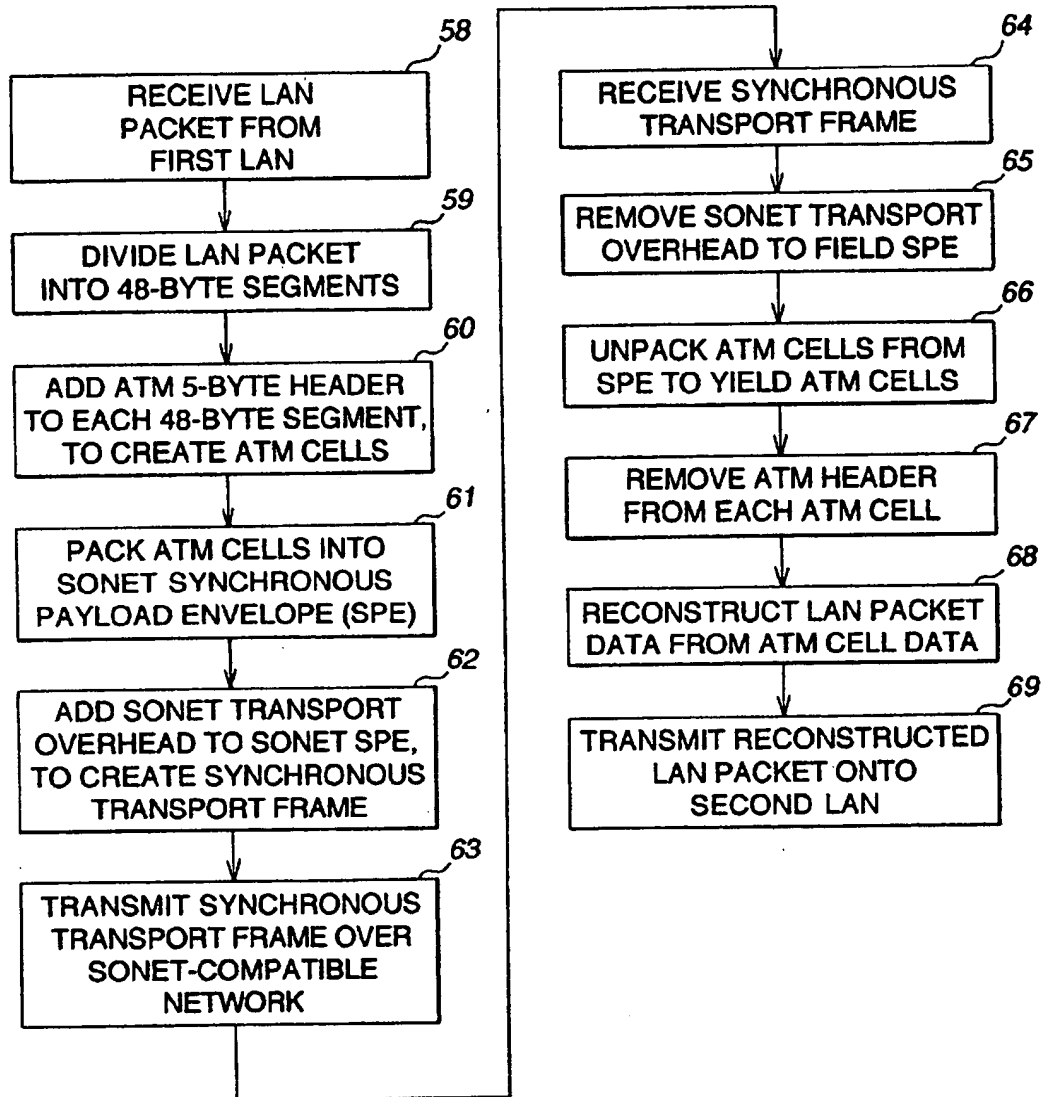 58
RECEIVE LAN
PACKET FROM
FIRST LAN
59
DIVIDE LAN PACKET
INTO 48-BYTE SEGMENTS
60
ADD ATM 5-BYTE HEADER
TO EACH 48-BYTE SEGMENT,
TO CREATE ATM CELLS
61
PACK ATM CELLS INTO
SONET SYNCHRONOUS
PAYLOAD ENVELOPE (SPE)
62
ADD SONET TRANSPORT
OVERHEAD TO SONET SPE,
TO CREATE SYNCHRONOUS
TRANSPORT FRAME
63
TRANSMIT SYNCHRONOUS
TRANSPORT FRAME OVER
SONET-COMPATIBLE
NETWORK
64
RECEIVE SYNCHRONOUS
TRANSPORT FRAME
65
REMOVE SONET TRANSPORT
OVERHEAD TO FIELD SPE
66
UNPACK ATM CELLS FROM
SPE TO YIELD ATM CELLS
67
REMOVE ATM HEADER
FROM EACH ATM CELL
68
RECONSTRUCT LAN PACKET
DATA FROM ATM CELL DATA
69
TRANSMIT RECONSTRUCTED
LAN PACKET ONTO
SECOND LAN